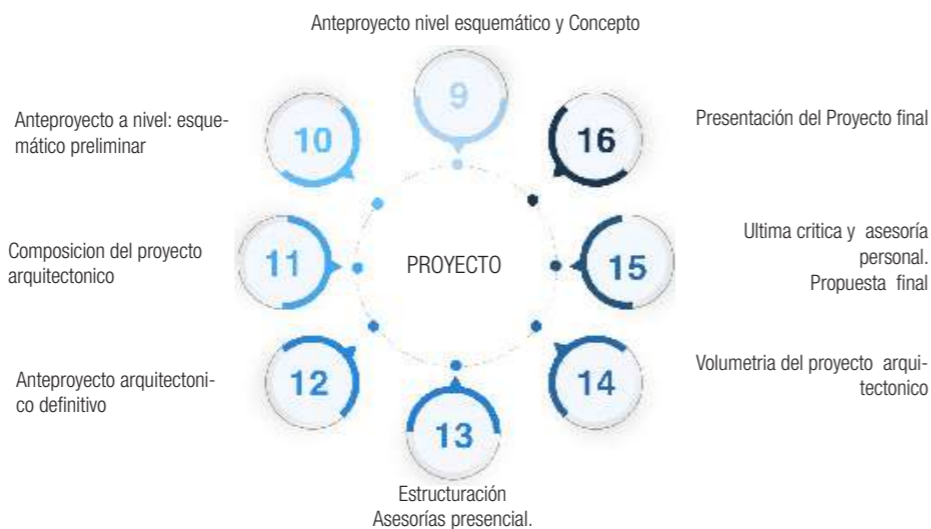 Anteproyecto nivel esquemático y Concepto
9
10
Anteproyecto a nivel: esque-
mático preliminar
16
Presentación del Proyecto final
11
Composicion del proyecto
arquitectonico
PROYECTO
15
Ultima critica y asesoría
personal.
Propuesta final
12
Anteproyecto arquitectoni-
co definitivo
14
Volumetria del proyecto arqui-
tectonico
13
Estructuración
Asesorías presencial.